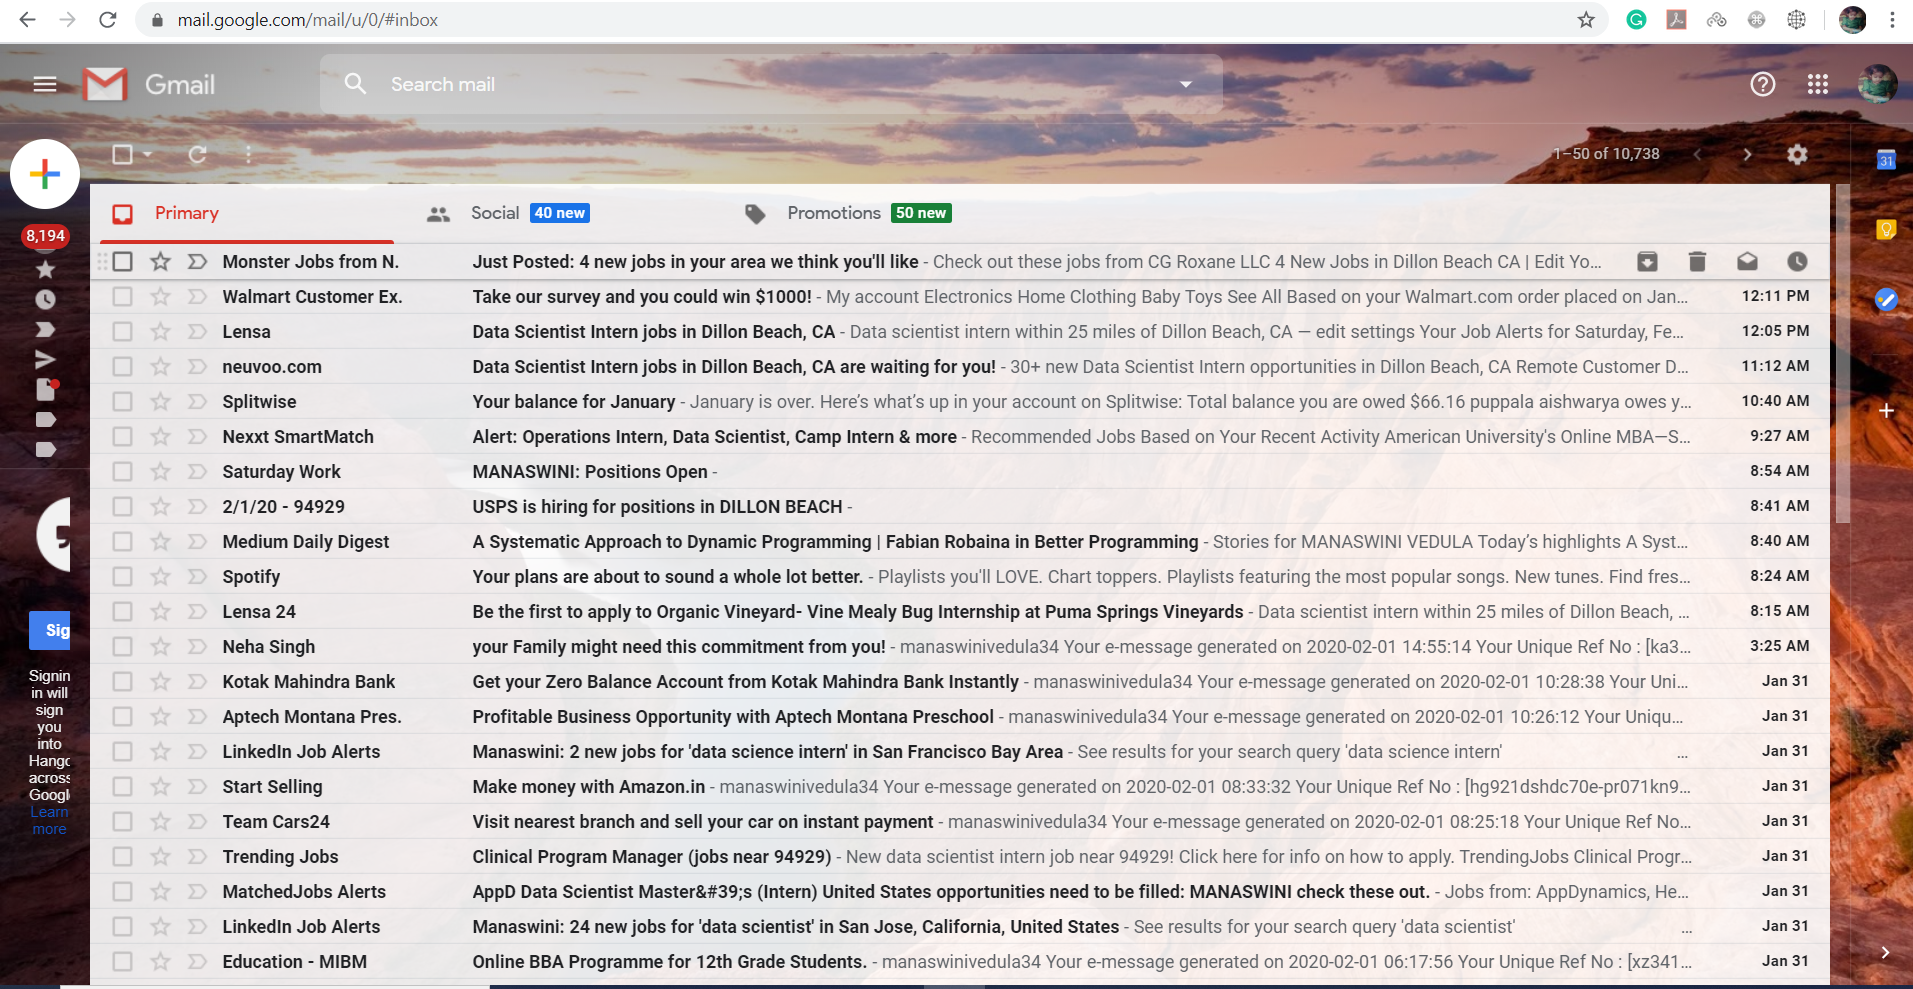 mail.google.com/mail/u/0/#inbox
Gmail
Search mail
1–50 of 10,738
31
Primary
Social 40 new
Promotions 50 new
8,194
Monster Jobs from N. Just Posted: 4 new jobs in your area we think you'll like - Check out these jobs from CG Roxane LLC 4 New Jobs in Dillon Beach CA | Edit Yo...
Walmart Customer Ex. Take our survey and you could win $1000! - My account Electronics Home Clothing Baby Toys See All Based on your Walmart.com order placed on Jan... 12:11 PM
Lensa Data Scientist Intern jobs in Dillon Beach, CA - Data scientist intern within 25 miles of Dillon Beach, CA — edit settings Your Job Alerts for Saturday, Fe... 12:05 PM
neuvoo.com Data Scientist Intern jobs in Dillon Beach, CA are waiting for you! - 30+ new Data Scientist Intern opportunities in Dillon Beach, CA Remote Customer D... 11:12 AM
Splitwise Your balance for January - January is over. Here’s what’s up in your account on Splitwise: Total balance you are owed $66.16 puppala aishwarya owes y... 10:40 AM
Nexxt SmartMatch Alert: Operations Intern, Data Scientist, Camp Intern & more - Recommended Jobs Based on Your Recent Activity American University's Online MBA—S... 9:27 AM
Saturday Work MANASWINI: Positions Open - 8:54 AM
2/1/20 - 94929 USPS is hiring for positions in DILLON BEACH - 8:41 AM
Medium Daily Digest A Systematic Approach to Dynamic Programming | Fabian Robaina in Better Programming - Stories for MANASWINI VEDULA Today’s highlights A Syst... 8:40 AM
Spotify Your plans are about to sound a whole lot better. - Playlists you'll LOVE. Chart toppers. Playlists featuring the most popular songs. New tunes. Find fres... 8:24 AM
Lensa 24 Be the first to apply to Organic Vineyard- Vine Mealy Bug Internship at Puma Springs Vineyards - Data scientist intern within 25 miles of Dillon Beach, ... 8:15 AM
Neha Singh your Family might need this commitment from you! - manaswinivedula34 Your e-message generated on 2020-02-01 14:55:14 Your Unique Ref No : [ka3... 3:25 AM
Kotak Mahindra Bank Get your Zero Balance Account from Kotak Mahindra Bank Instantly - manaswinivedula34 Your e-message generated on 2020-02-01 10:28:38 Your Uni... Jan 31
Aptech Montana Pres. Profitable Business Opportunity with Aptech Montana Preschool - manaswinivedula34 Your e-message generated on 2020-02-01 10:26:12 Your Uniqu... Jan 31
LinkedIn Job Alerts Manaswini: 2 new jobs for 'data science intern' in San Francisco Bay Area - See results for your search query 'data science intern' ... Jan 31
Start Selling Make money with Amazon.in - manaswinivedula34 Your e-message generated on 2020-02-01 08:33:32 Your Unique Ref No : [hg921dshdc70e-pr071kn9... Jan 31
Team Cars24 Visit nearest branch and sell your car on instant payment - manaswinivedula34 Your e-message generated on 2020-02-01 08:25:18 Your Unique Ref No... Jan 31
Trending Jobs Clinical Program Manager (jobs near 94929) - New data scientist intern job near 94929! Click here for info on how to apply. TrendingJobs Clinical Progr... Jan 31
MatchedJobs Alerts AppD Data Scientist Master&#39;s (Intern) United States opportunities need to be filled: MANASWINI check these out. - Jobs from: AppDynamics, He... Jan 31
LinkedIn Job Alerts Manaswini: 24 new jobs for 'data scientist' in San Jose, California, United States - See results for your search query 'data scientist' ... Jan 31
Education - MIBM Online BBA Programme for 12th Grade Students. - manaswinivedula34 Your e-message generated on 2020-02-01 06:17:56 Your Unique Ref No : [xz341... Jan 31
Sig
Signin
in will
sign
you
into
Hango
across
Googl
Learn
more